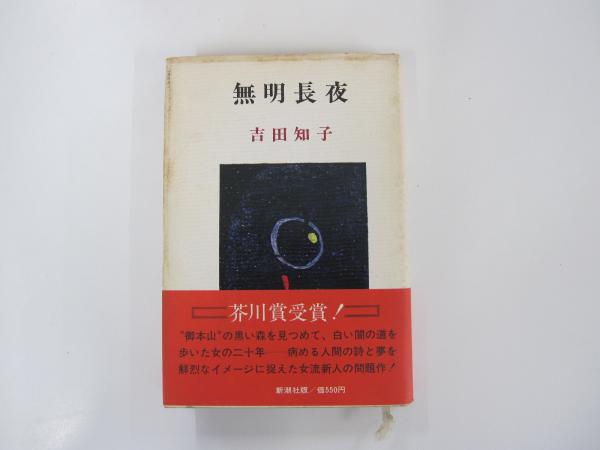 無明長夜
吉田知子
芥川賞受賞!
"御本山"の黒い森を見つめて、白い闇の道を
歩いた女の二十年──病める人間の詩と夢を
鮮烈なイメージに捉えた女流新人の問題作!
新潮社版/価550円